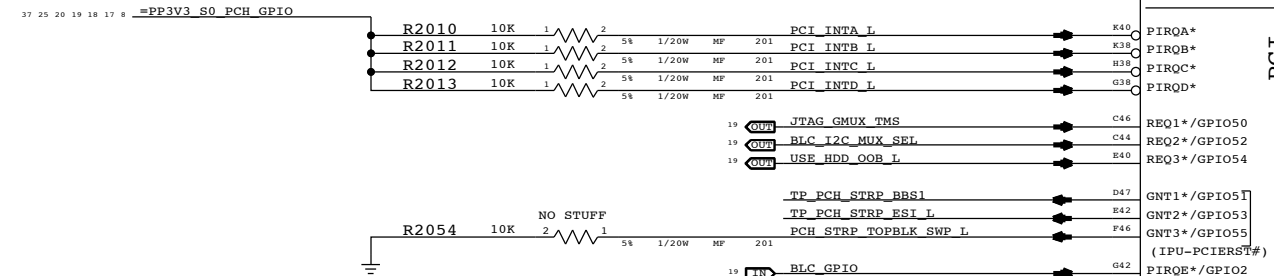 37 25 20 19 18 17 8 =PP3V3_S0_PCH_GPIO
R2010 10K 1 2 5% 1/20W MF 201 PCI_INTA_L K40 PIRQA*
R2011 10K 1 2 5% 1/20W MF 201 PCI_INTB_L K38 PIRQB*
R2012 10K 1 2 5% 1/20W MF 201 PCI_INTC_L H38 PIRQC*
R2013 10K 1 2 5% 1/20W MF 201 PCI_INTD_L G38 PIRQD*
PCI
19 OUT JTAG_GMUX_TMS C46 REQ1*/GPIO50
19 OUT BLC_I2C_MUX_SEL C44 REQ2*/GPIO52
19 OUT USE_HDD_OOB_L E40 REQ3*/GPIO54
TP_PCH_STRP_BBS1 D47 GNT1*/GPIO51
TP_PCH_STRP_ESI_L E42 GNT2*/GPIO53
NO STUFF
R2054 10K 2 1 5% 1/20W MF 201 PCH_STRP_TOPBLK_SWP_L F46 GNT3*/GPIO55
(IPU-PCIERST#)
19 IN BLC_GPIO G42 PIRQE*/GPIO2